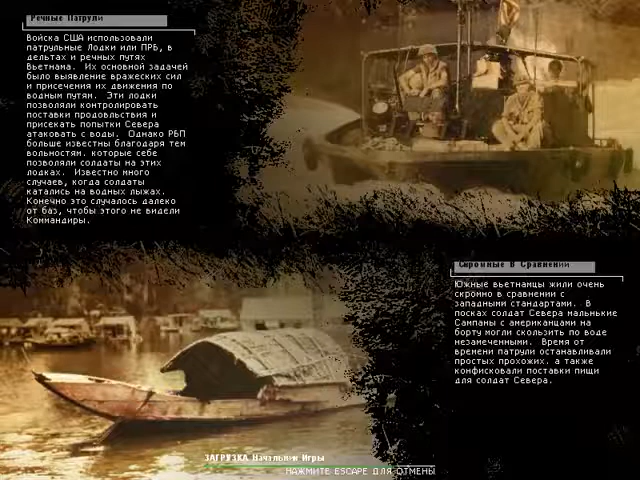 Речные Патрули
Войска США использовали
патрульные Лодки или ПРБ, в
дельтах и речных путях
Вьетнама. Их основной задачей
было выявление вражеских сил
и присечения их движения по
водным путям. Эти лодки
позволяли контролировать
поставки продовльствия и
присекать попытки Севера
атаковать с воды. Однако РБП
больше известны благодаря тем
вольностям. которые себе
позволяли солдаты на этих
лодках. Известно много
случаев, когда солдаты
катались на водных лыжах.
Конечно это случалось далеко
от баз, чтобы этого не видели
Коммандиры.
Скромные В Сравнении
Южные вьетнамцы жили очень
скромно в сравнении с
западными стандартами. В
посках солдат Севера мальнькие
Сампаны с американцами на
борту могли скользить по воде
незамеченными. Время от
времени патрули останавливали
простых прохожих. а также
конфисковали поставки пищи
для солдат Севера.
ЗАГРУЗКА Начальник Игры
НАЖМИТЕ ESCAPE ДЛЯ ОТМЕНЫ